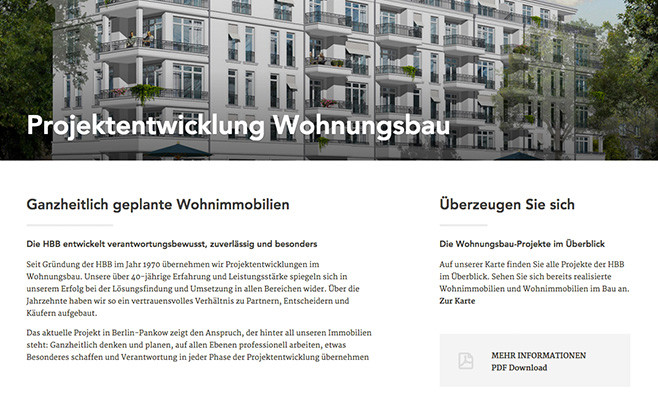 Projektentwicklung Wohnungsbau
Ganzheitlich geplante Wohnimmobilien
Die HBB entwickelt verantwortungsbewusst, zuverlässig und besonders
Seit Gründung der HBB im Jahr 1970 übernehmen wir Projektentwicklungen im
Wohnungsbau. Unsere über 40-jährige Erfahrung und Leistungsstärke spiegeln sich in
unserem Erfolg bei der Lösungsfindung und Umsetzung in allen Bereichen wider. Über die
Jahrzehnte haben wir so ein vertrauensvolles Verhältnis zu Partnern, Entscheidern und
Käufern aufgebaut.
Das aktuelle Projekt in Berlin-Pankow zeigt den Anspruch, der hinter all unseren Immobilien
steht: Ganzheitlich denken und planen, auf allen Ebenen professionell arbeiten, etwas
Besonderes schaffen und Verantwortung in jeder Phase der Projektentwicklung übernehmen
Überzeugen Sie sich
Die Wohnungsbau-Projekte im Überblick
Auf unserer Karte finden Sie alle Projekte der HBB
im Überblick. Sehen Sie sich bereits realisierte
Wohnimmobilien und Wohnimmobilien im Bau an.
Zur Karte
MEHR INFORMATIONEN
PDF Download